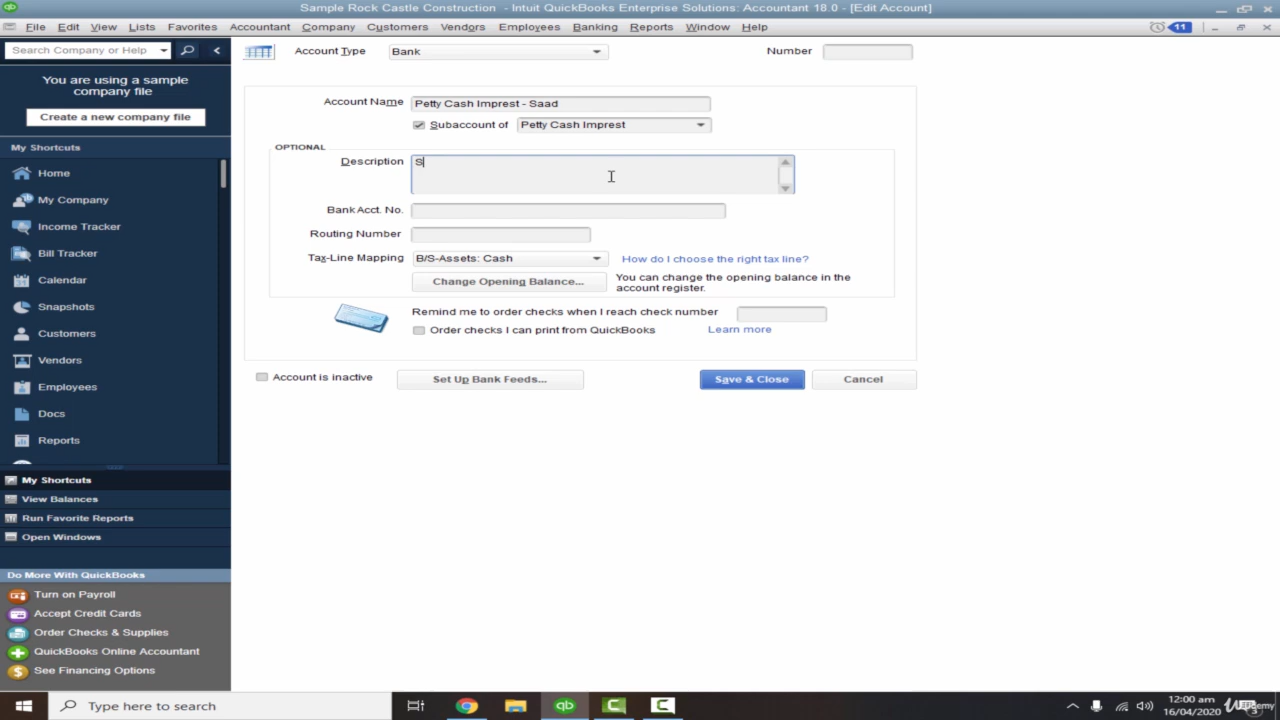 Sample Rock Castle Construction - Intuit QuickBooks Enterprise Solutions: Accountant 18.0 - [Edit Account]
File Edit View Lists Favorites Accountant Company Customers Vendors Employees Banking Reports Window Help 11
Search Company or Help
You are using a sample
company file
Create a new company file
My Shortcuts
Home
My Company
Income Tracker
Bill Tracker
Calendar
Snapshots
Customers
Vendors
Employees
Docs
Reports
My Shortcuts
View Balances
Run Favorite Reports
Open Windows
Do More With QuickBooks
Turn on Payroll
Accept Credit Cards
Order Checks & Supplies
QuickBooks Online Accountant
See Financing Options
Account Type Bank Number
Account Name Petty Cash Imprest - Saad
Subaccount of Petty Cash Imprest
OPTIONAL
Description S
Bank Acct. No.
Routing Number
Tax-Line Mapping B/S-Assets: Cash How do I choose the right tax line?
Change Opening Balance... You can change the opening balance in the
account register.
Remind me to order checks when I reach check number
Order checks I can print from QuickBooks Learn more
Account is inactive Set Up Bank Feeds... Save & Close Cancel
Type here to search
12:00 am
16/04/2020